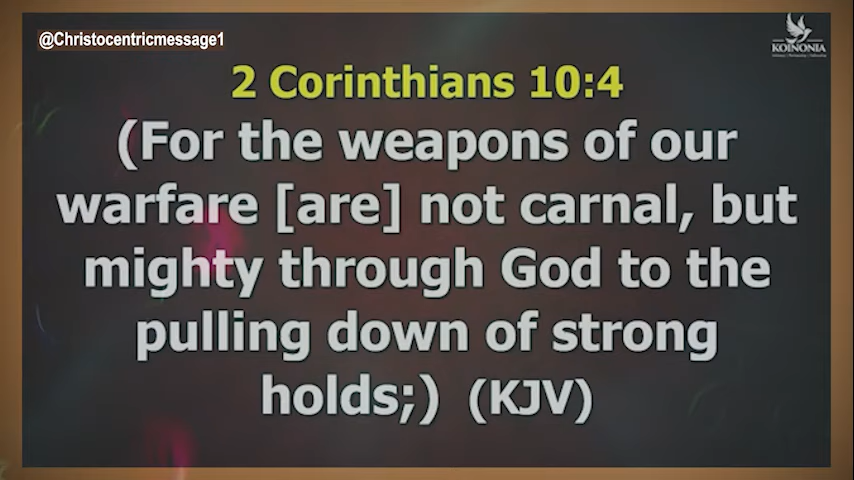 @Christocentricmessage1
KOINONIA
2 Corinthians 10:4
(For the weapons of our
warfare [are] not carnal, but
mighty through God to the
pulling down of strong
holds;) (KJV)